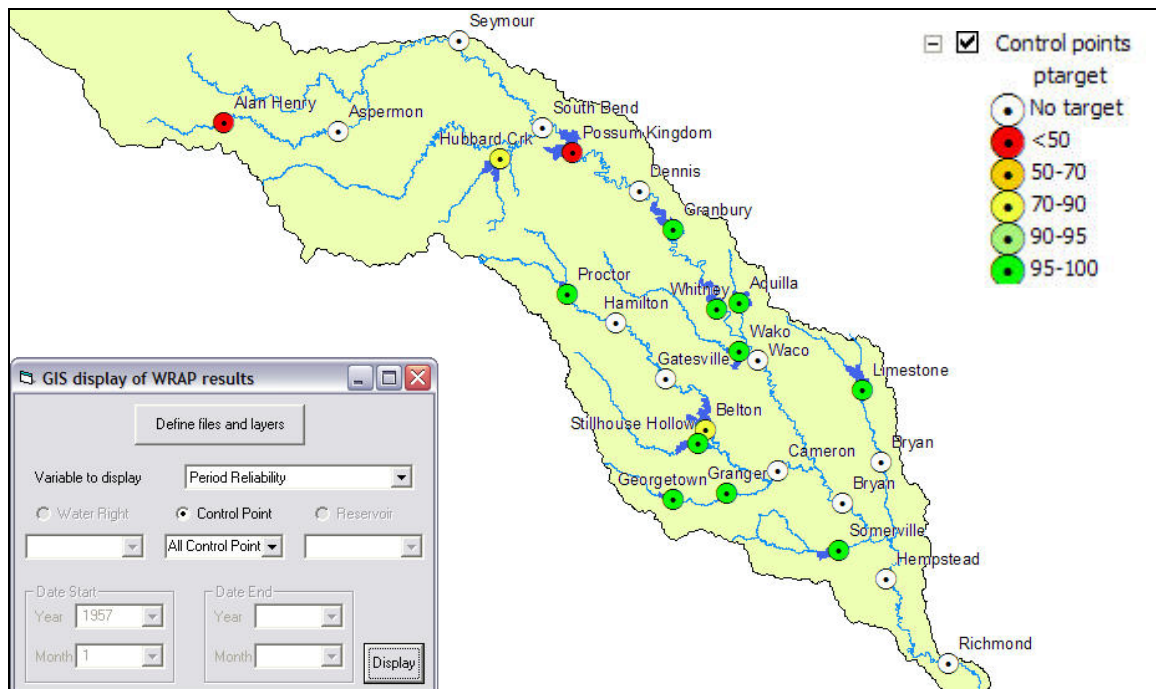 Seymour
Alan Henry
Aspermon
South Bend
Possum Kingdom
Hubbard Crk
Dennis
Granbury
Proctor
Hamilton
Whitney
Aquilla
Wako
Waco
Gatesville
Limestone
Belton
Stillhouse Hollow
Cameron
Bryan
Georgetown
Granger
Bryan
Somerville
Hempstead
Richmond
Control points
ptarget
No target
<50
50-70
70-90
90-95
95-100
GIS display of WRAP results
Define files and layers
Variable to display
Period Reliability
Water Right
Control Point
Reservoir
All Control Point
Date Start
Year 1957
Month 1
Date End
Year
Month
Display